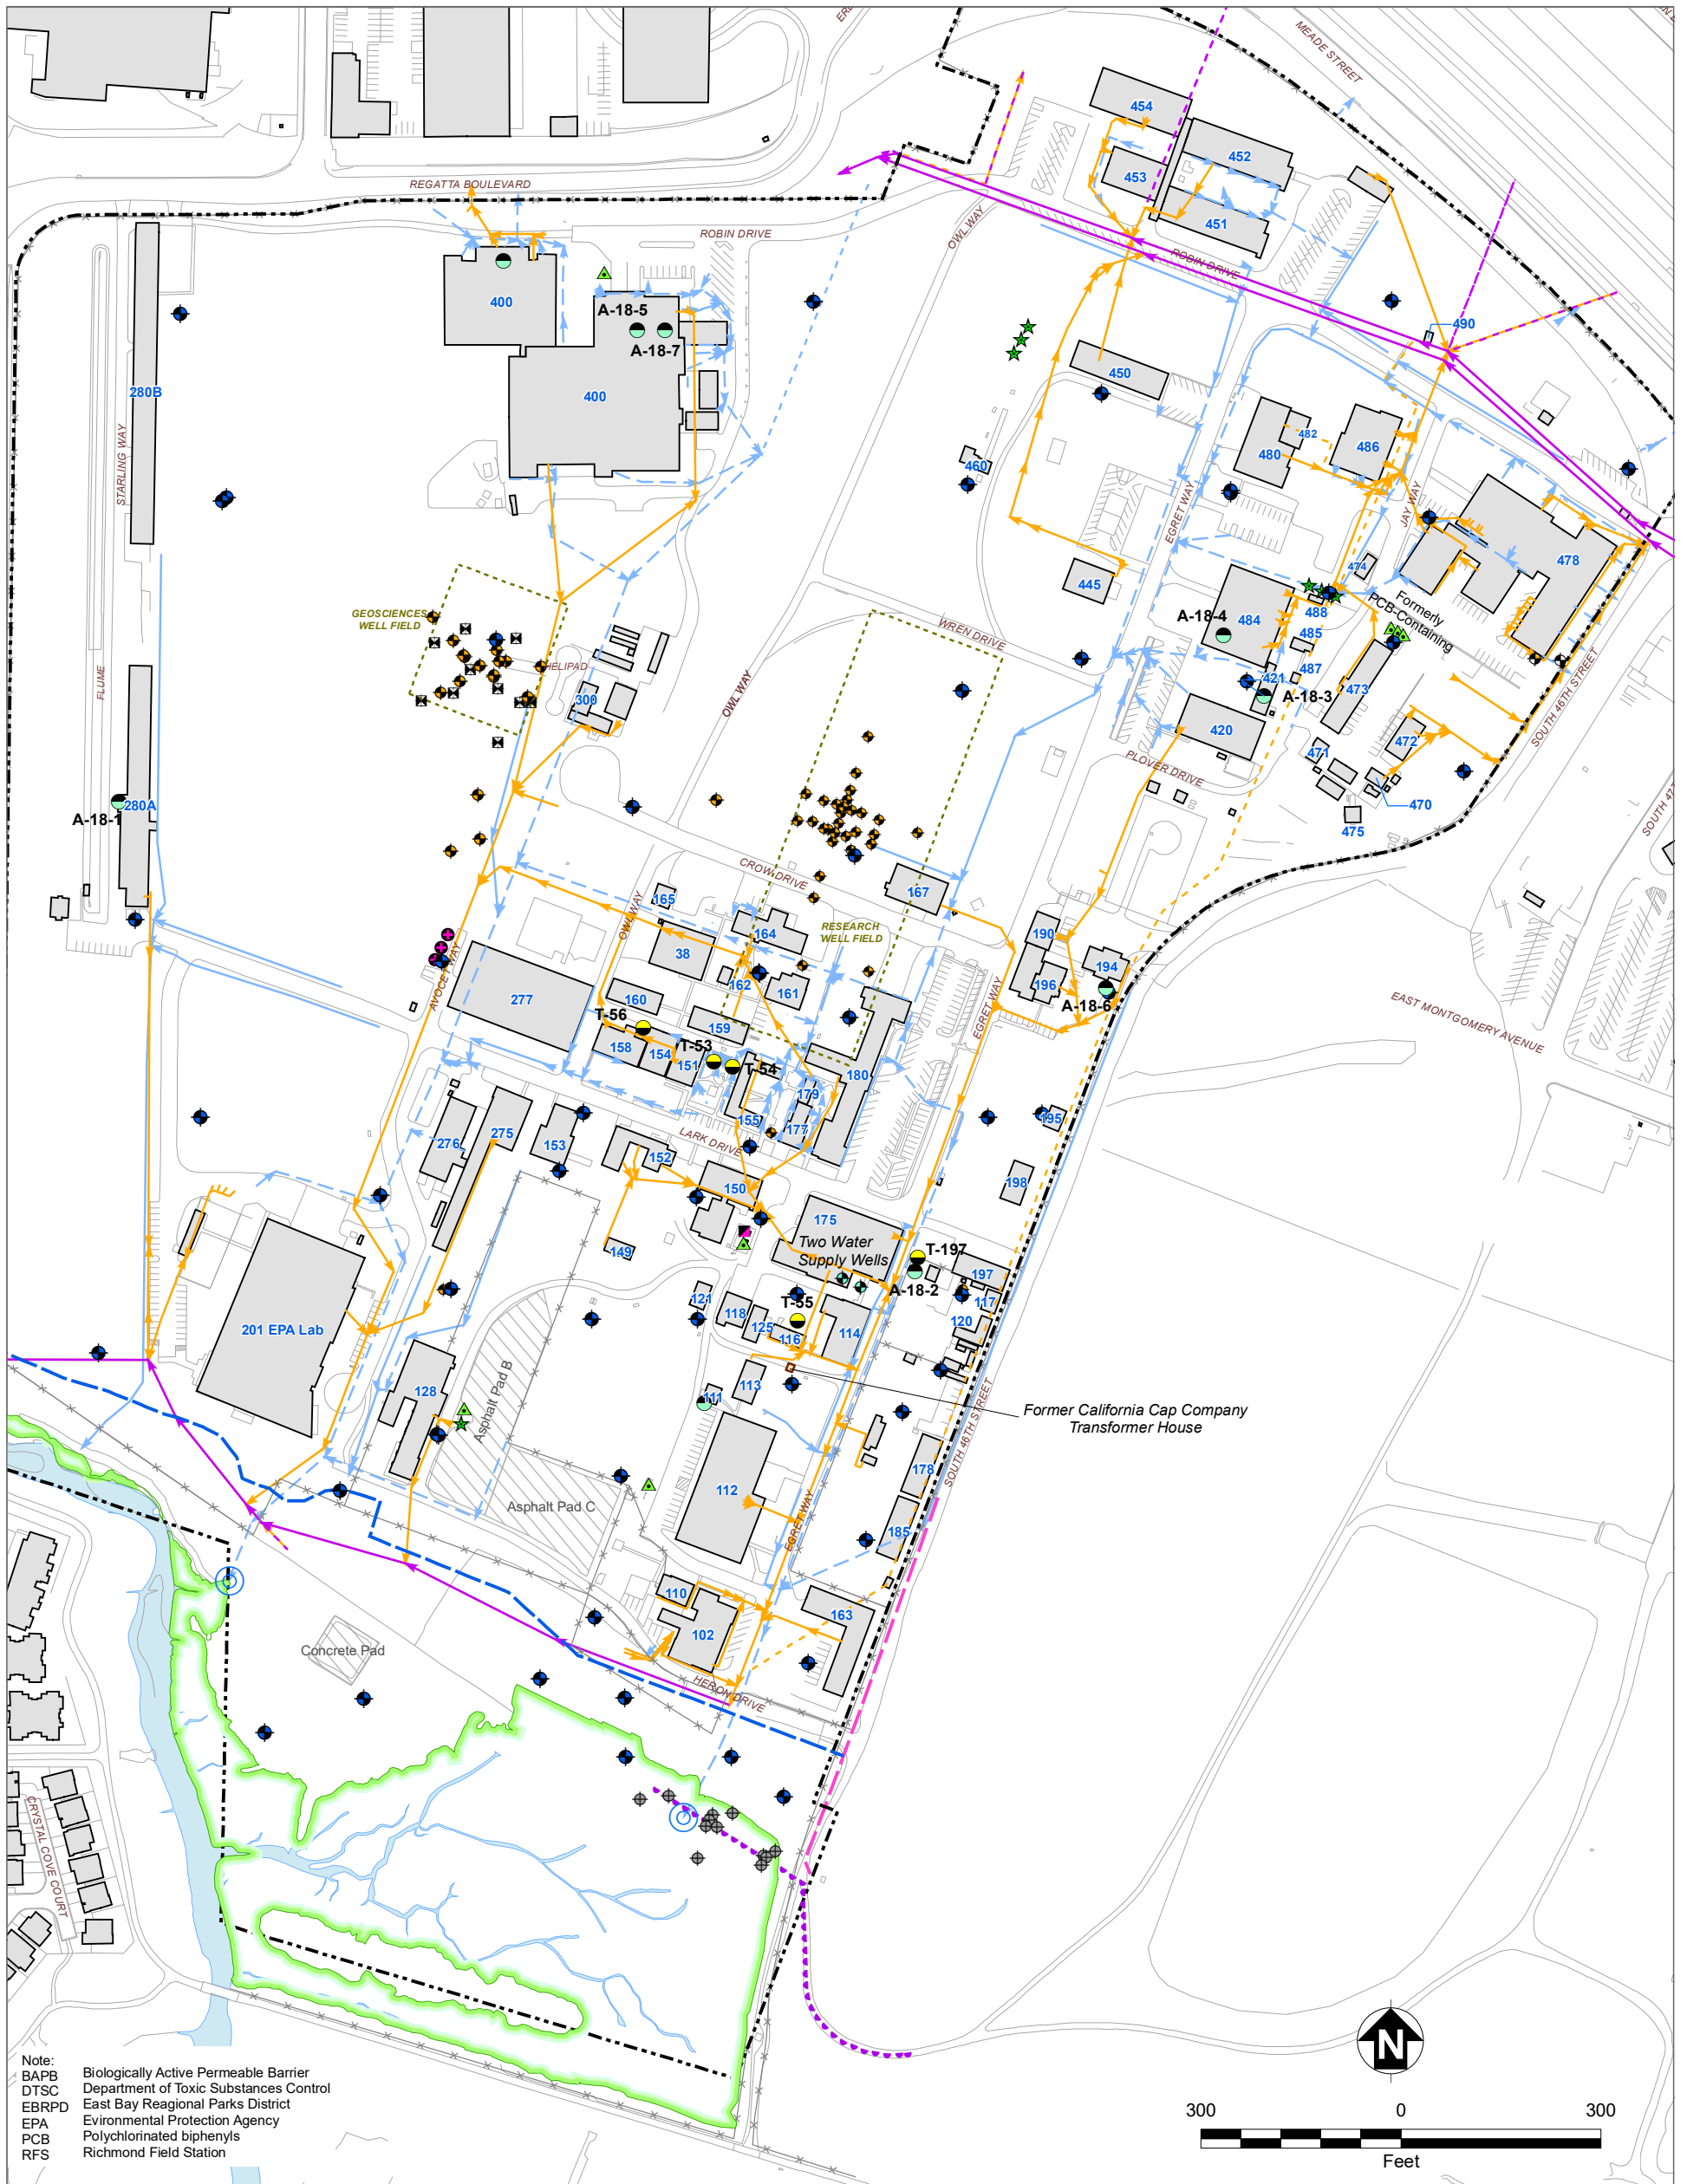 MEADE STREET
454
452
453
451
REGATTA BOULEVARD
ROBIN DRIVE
OWL WAY
ROBIN DRIVE
400
A-18-5
A-18-7
400
490
450
280B
STARLING WAY
482
480
486
460
EGRET WAY
JAY WAY
478
474
445
GEOSCIENCES
WELL FIELD
WREN DRIVE
A-18-4
484
488
485
487
Formerly
PCB-Containing
FLUME
HELIPAD
300
OWL WAY
421
A-18-3
473
SOUTH 46TH STREET
420
472
471
PLOVER DRIVE
470
475
280A
A-18-1
SOUTH 47
CROW DRIVE
167
165
OWL WAY
164
RESEARCH
WELL FIELD
38
190
194
196
A-18-6
162
161
AVOCET WAY
277
160
159
T-56
T-53
T-54
158
154
151
EGRET WAY
EAST MONTGOMERY AVENUE
180
179
155
177
195
276
275
153
LARK DRIVE
152
150
198
175
Two Water
Supply Wells
149
T-197
197
A-18-2
117
121
118
125
T-55
116
114
120
201 EPA Lab
128
Asphalt Pad B
113
111
Former California Cap Company
Transformer House
SOUTH 46TH STREET
178
112
Asphalt Pad C
185
EGRET WAY
110
163
102
Concrete Pad
HERON DRIVE
CRYSTAL COVE COURT
N
Note:
BAPB Biologically Active Permeable Barrier
DTSC Department of Toxic Substances Control
EBRPD East Bay Reagional Parks District
EPA Evironmental Protection Agency
PCB Polychlorinated biphenyls
RFS Richmond Field Station
300 0 300
Feet